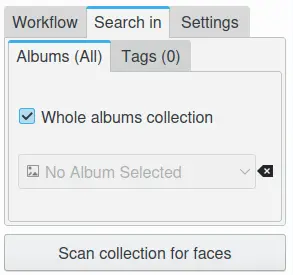 Workflow Search in Settings
Albums (All) Tags (0)
Whole albums collection
No Album Selected
Scan collection for faces